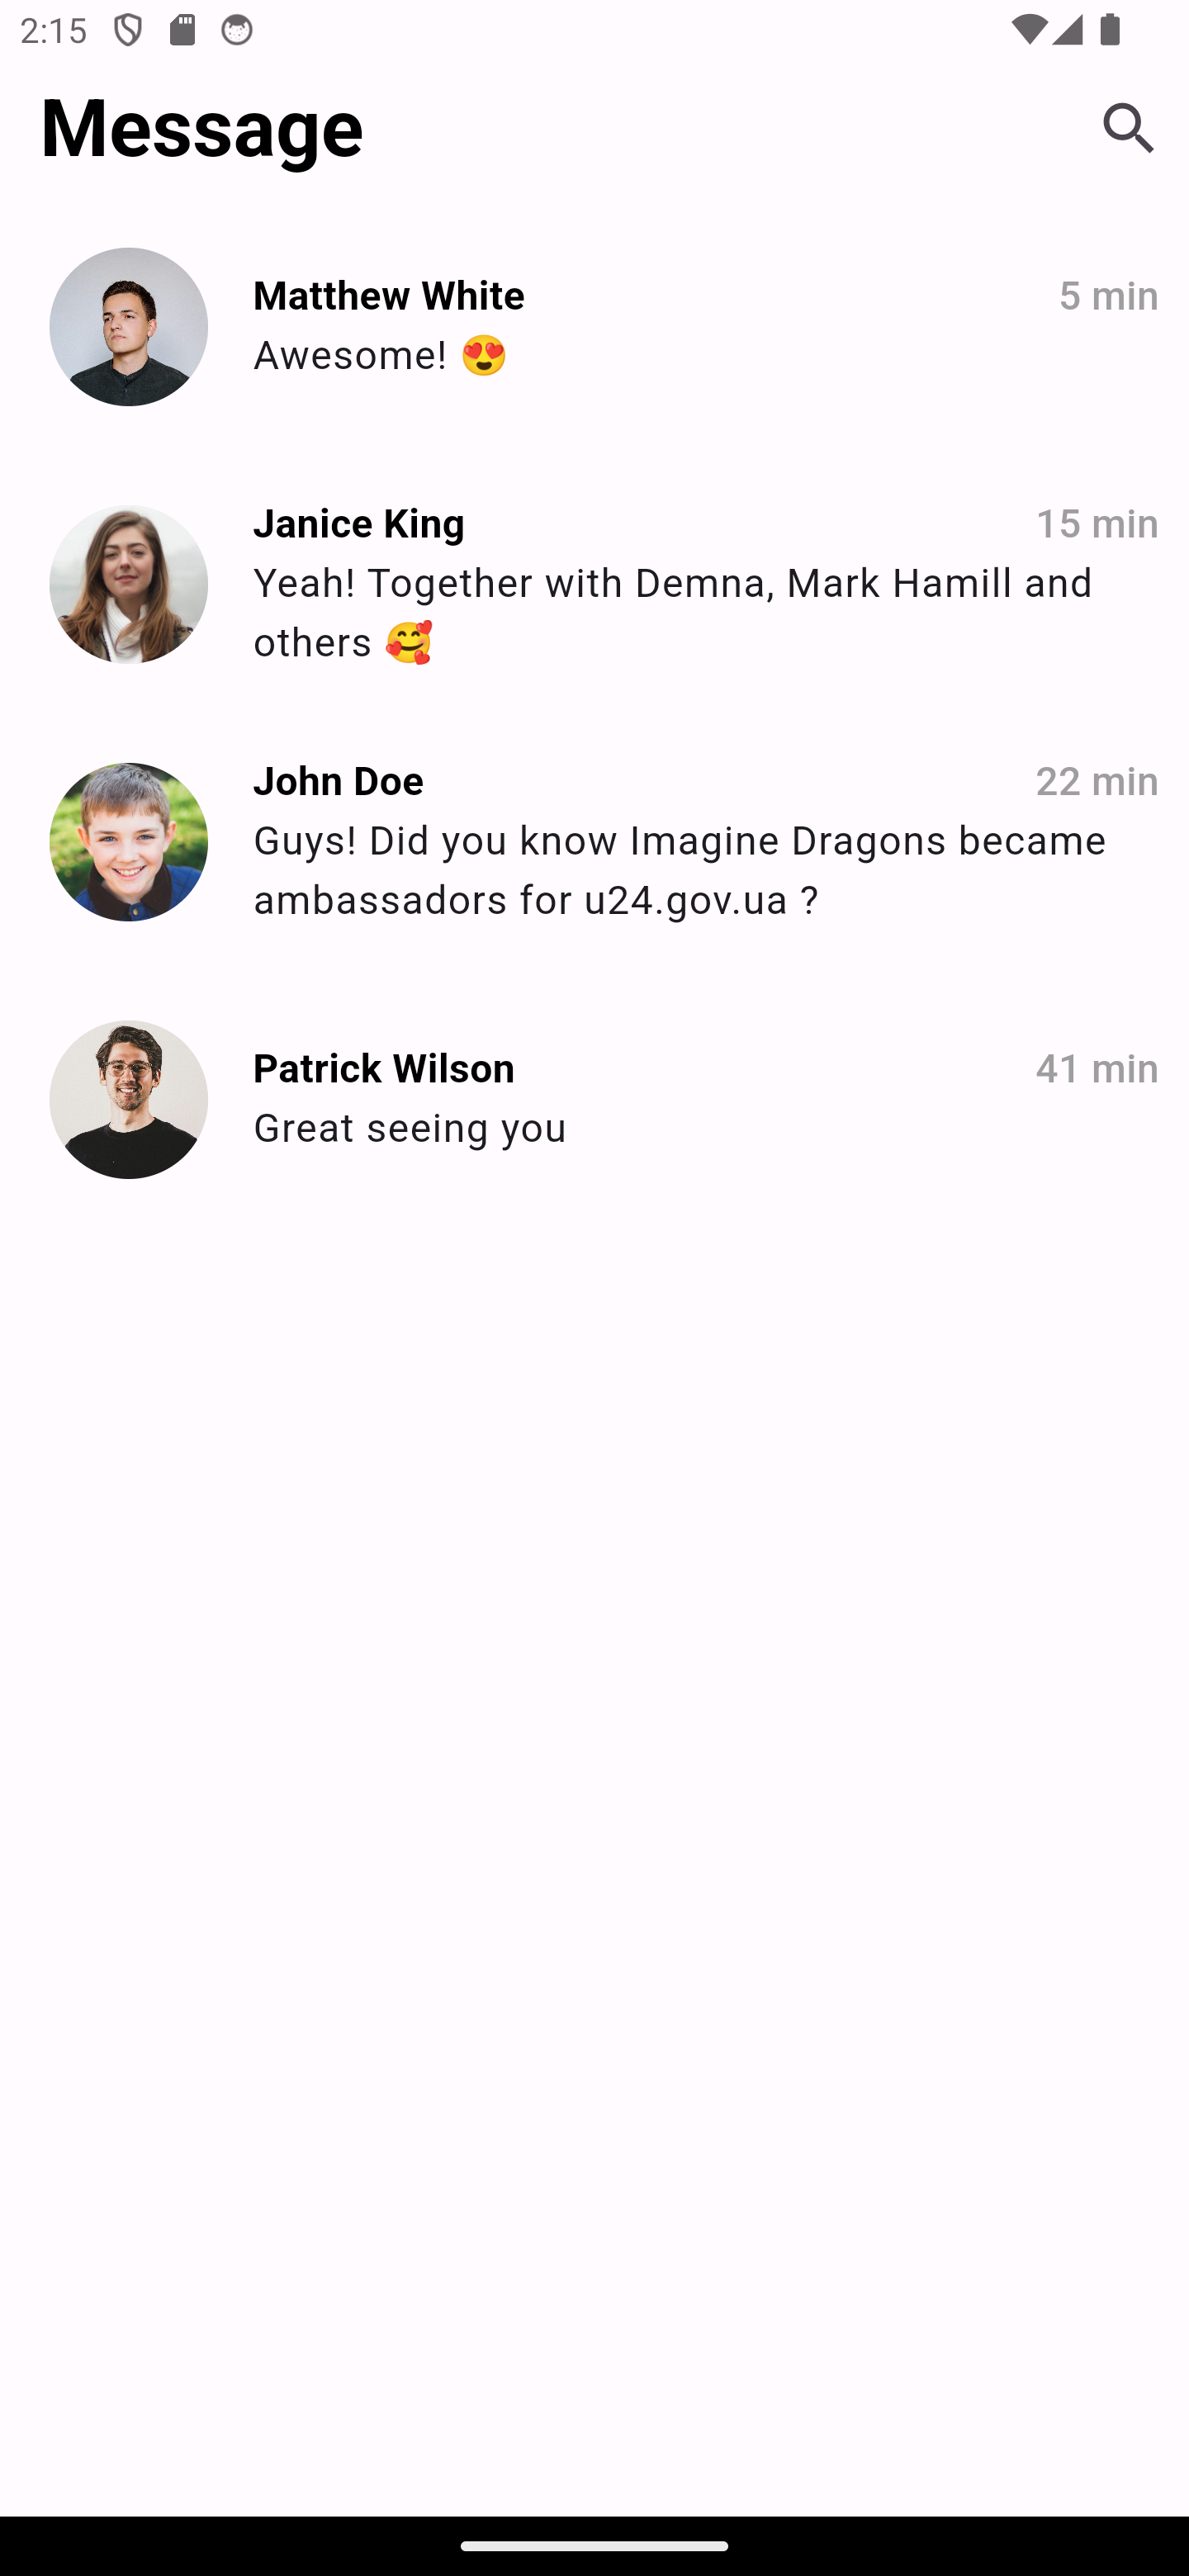 2:15
Message
Matthew White 5 min
Awesome! 😍
Janice King 15 min
Yeah! Together with Demna, Mark Hamill and
others 🥰
John Doe 22 min
Guys! Did you know Imagine Dragons became
ambassadors for u24.gov.ua ?
Patrick Wilson 41 min
Great seeing you